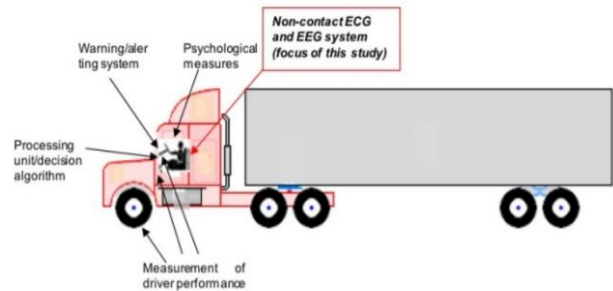 Non-contact ECG
and EEG system
(focus of this study)
Warning/aler
ting system
Psychological
measures
Processing
unit/decision
algorithm
Measurement of
driver performance